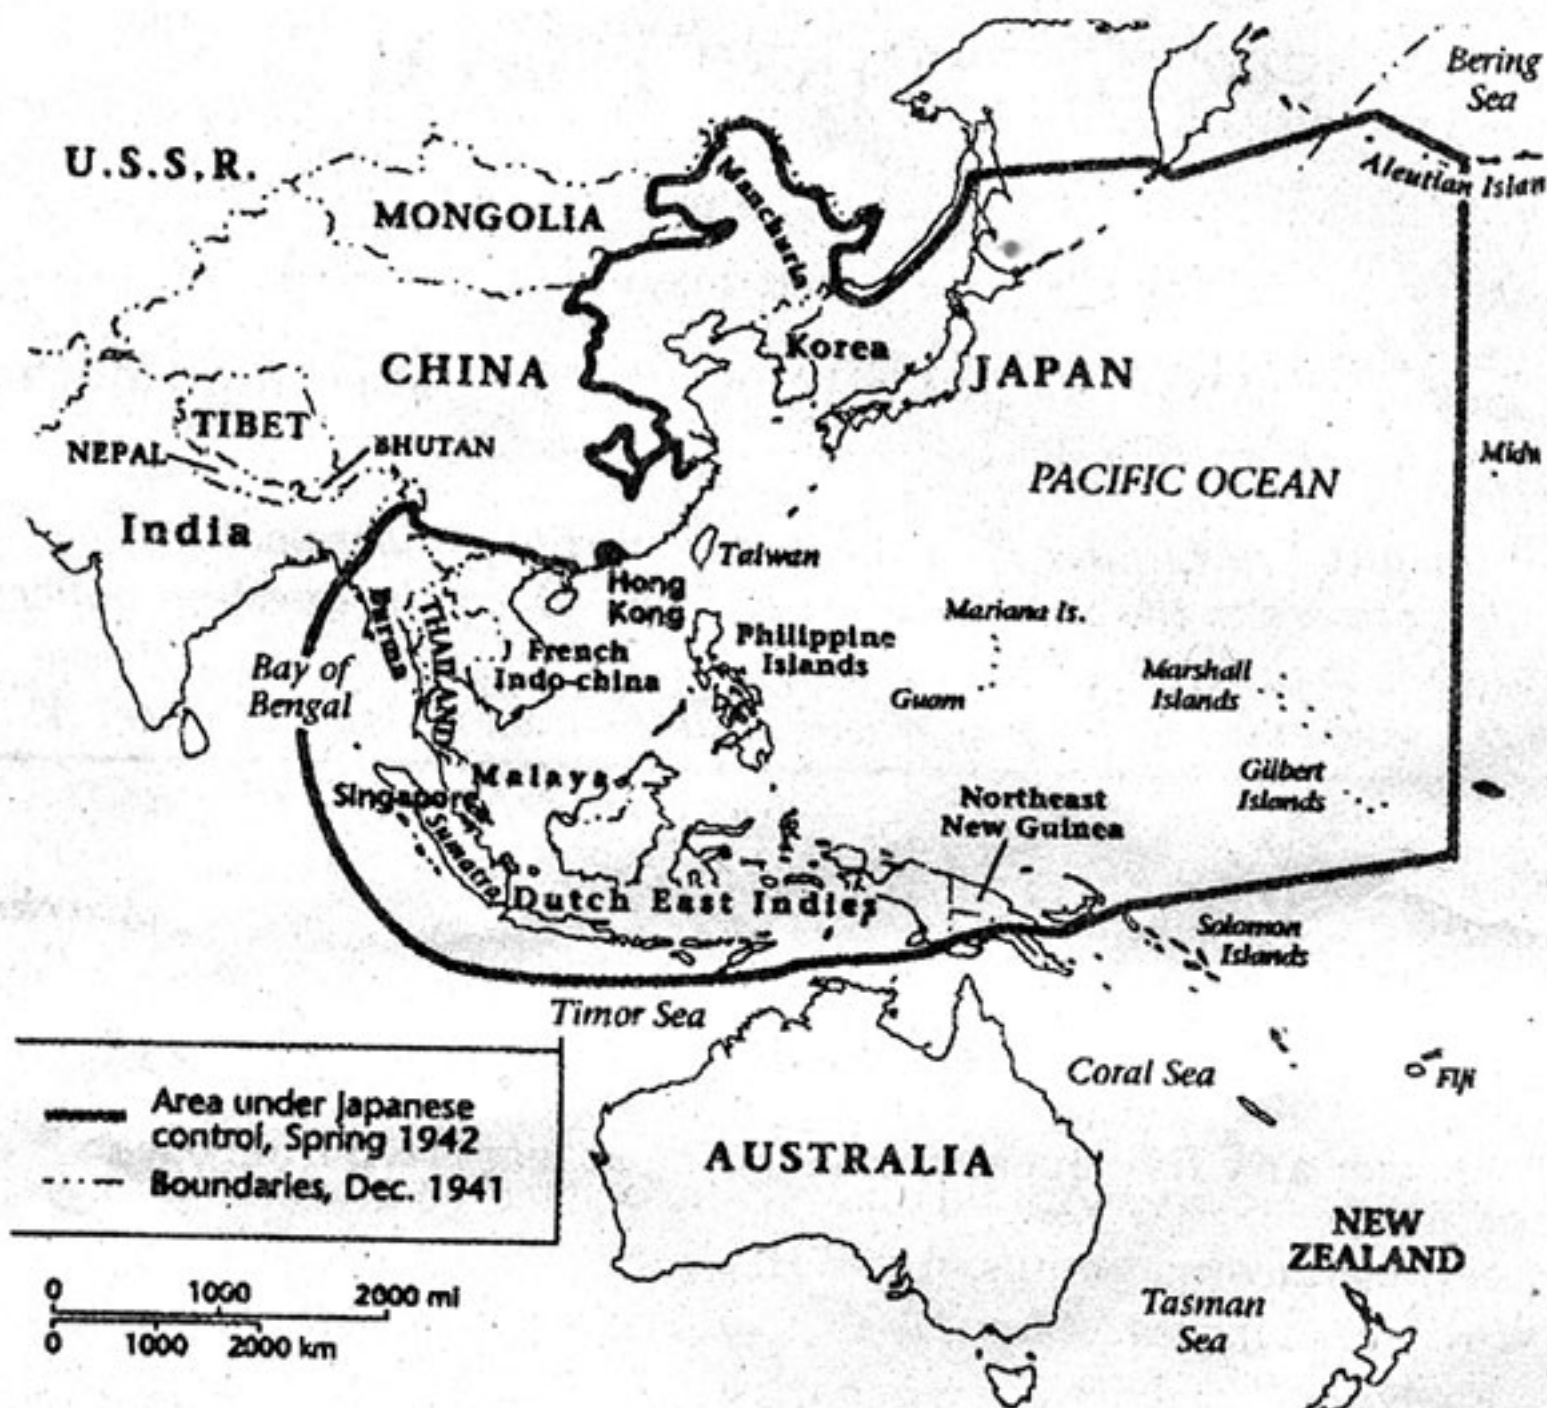 Bering
Sea
U.S.S.R.
Aleutian Islan
MONGOLIA
Manchuria
CHINA
Korea
JAPAN
TIBET
NEPAL
BHUTAN
Midw
PACIFIC OCEAN
India
Taiwan
Hong
Kong
Burma
THAILAND
Mariana Is.
Philippine
Islands
French
Indo-china
Bay of
Bengal
Guam
Marshall
Islands
Malaya
Gilbert
Islands
Singapore
Sumatra
Northeast
New Guinea
Dutch East Indies
Solomon
Islands
Timor Sea
Coral Sea
Fiji
Area under Japanese
control, Spring 1942
Boundaries, Dec. 1941
AUSTRALIA
NEW
ZEALAND
0 1000 2000 mi
0 1000 2000 km
Tasman
Sea